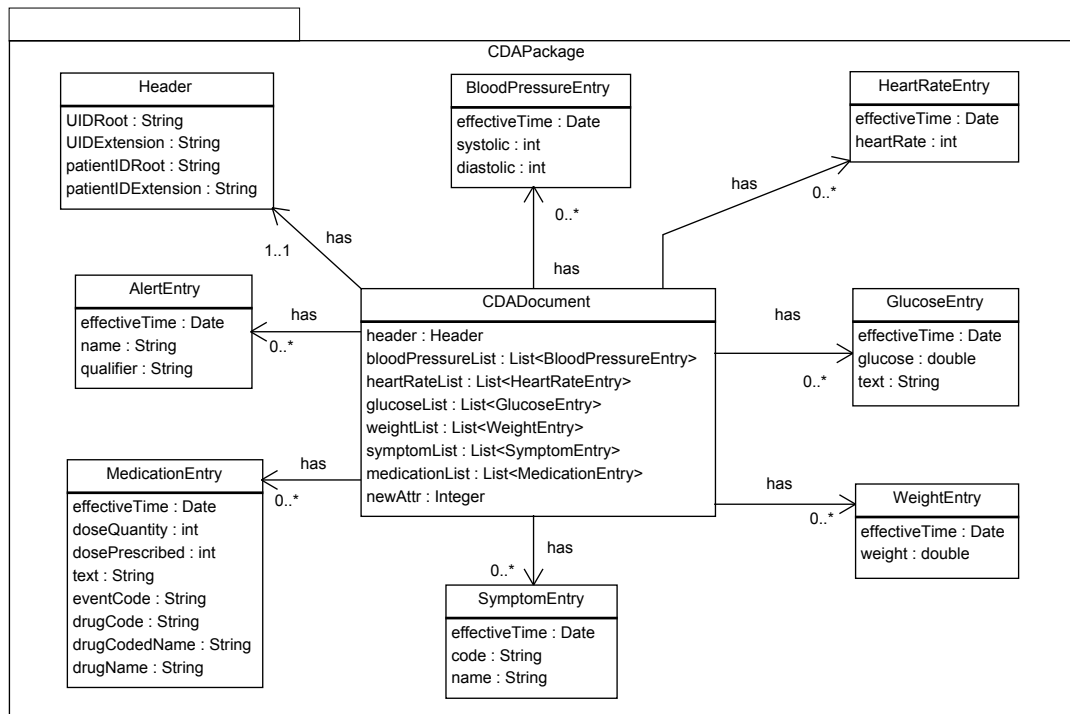 CDAPackage
Header
UIDRoot : String
UIDExtension : String
patientIDRoot : String
patientIDExtension : String
BloodPressureEntry
effectiveTime : Date
systolic : int
diastolic : int
HeartRateEntry
effectiveTime : Date
heartRate : int
has
0..*
0..*
has
1..1
has
AlertEntry
effectiveTime : Date
name : String
qualifier : String
has
0..*
CDADocument
header : Header
bloodPressureList : List<BloodPressureEntry>
heartRateList : List<HeartRateEntry>
glucoseList : List<GlucoseEntry>
weightList : List<WeightEntry>
symptomList : List<SymptomEntry>
medicationList : List<MedicationEntry>
newAttr : Integer
has
0..*
GlucoseEntry
effectiveTime : Date
glucose : double
text : String
MedicationEntry
effectiveTime : Date
doseQuantity : int
dosePrescribed : int
text : String
eventCode : String
drugCode : String
drugCodedName : String
drugName : String
has
0..*
has
0..*
WeightEntry
effectiveTime : Date
weight : double
has
0..*
SymptomEntry
effectiveTime : Date
code : String
name : String